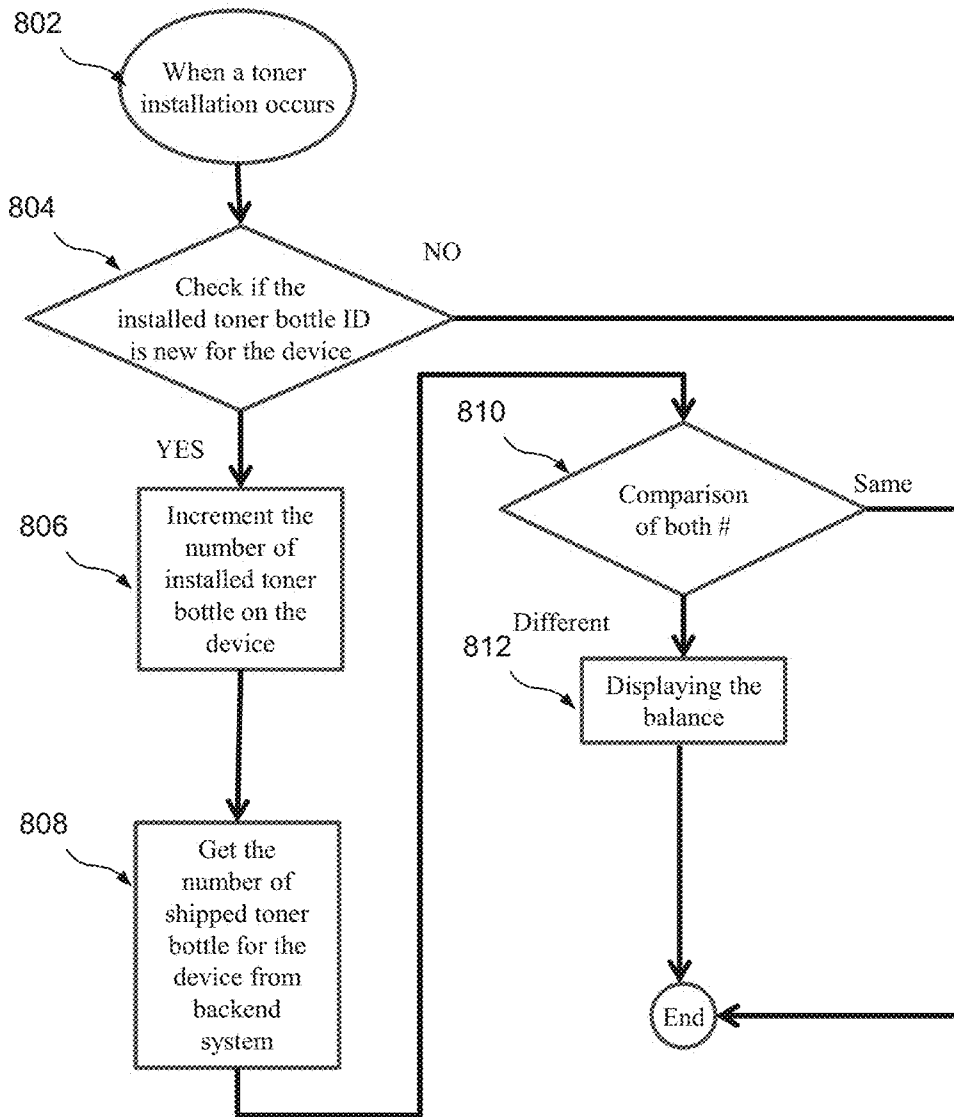 802
When a toner
installation occurs
804
NO
Check if the
installed toner bottle ID
is new for the device
YES
806
Increment the
number of
installed toner
bottle on the
device
808
Get the
number of
shipped toner
bottle for the
device from
backend
system
810
Comparison
of both #
Same
Different
812
Displaying the
balance
End